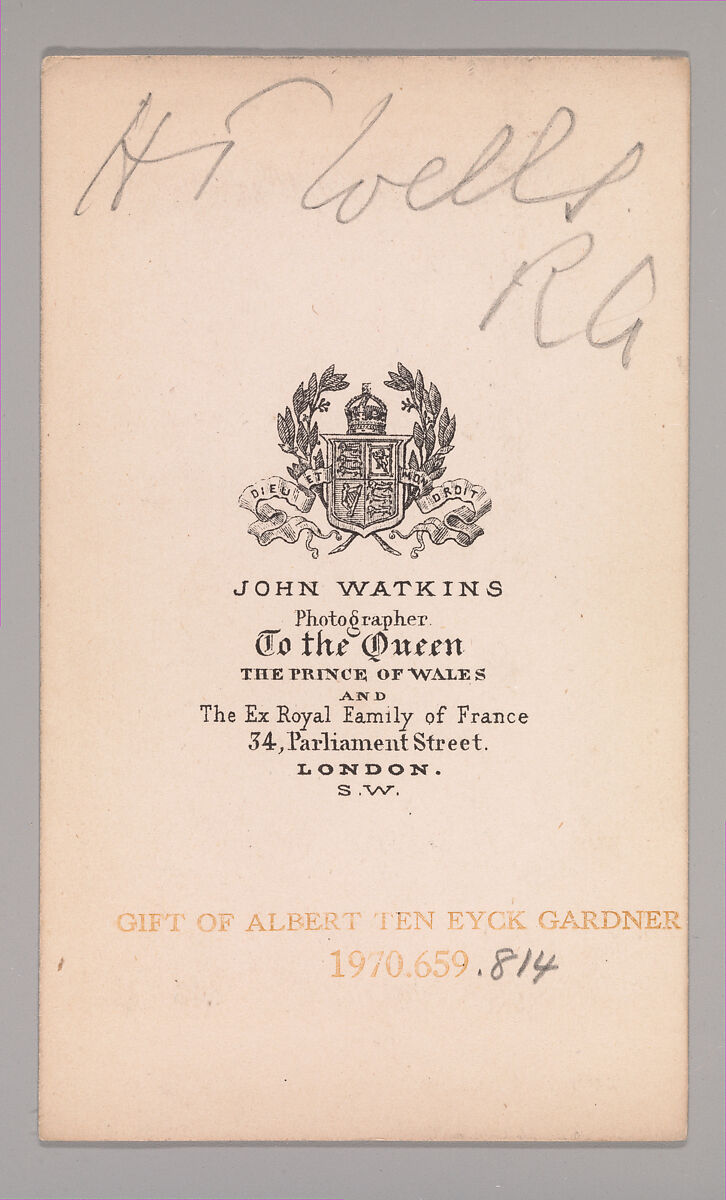 HT Wells
RA
DIEU ET MON DROIT
JOHN WATKINS
Photographer.
To the Queen
THE PRINCE OF WALES
AND
The Ex Royal Family of France
34, Parliament Street.
LONDON.
S.W.
GIFT OF ALBERT TEN EYCK GARDNER
1970.659.814